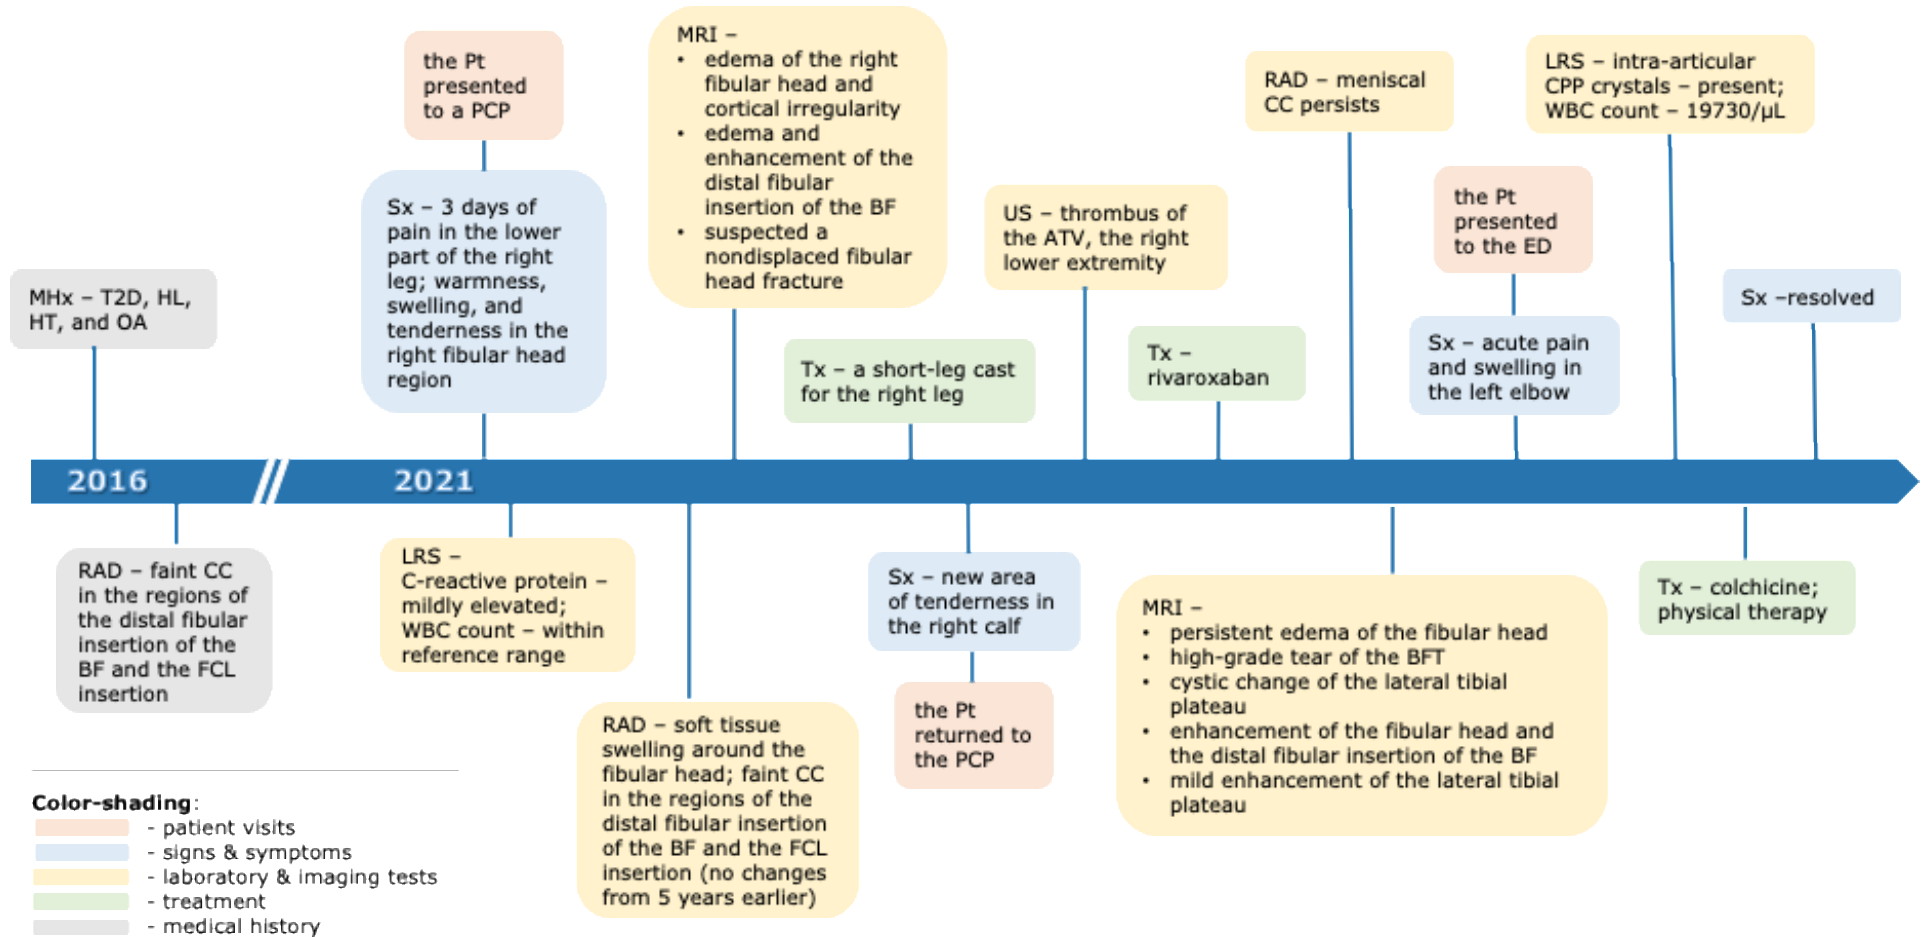 MHx – T2D, HL,
HT, and OA
the Pt
presented
to a PCP
Sx – 3 days of
pain in the lower
part of the right
leg; warmness,
swelling, and
tenderness in the
right fibular head
region
MRI –
• edema of the right
fibular head and
cortical irregularity
• edema and
enhancement of the
distal fibular
insertion of the BF
• suspected a
nondisplaced fibular
head fracture
Tx – a short-leg cast
for the right leg
US – thrombus of
the ATV, the right
lower extremity
Tx –
rivaroxaban
RAD – meniscal
CC persists
the Pt
presented
to the ED
Sx – acute pain
and swelling in
the left elbow
LRS – intra-articular
CPP crystals – present;
WBC count – 19730/µL
Sx –resolved
2016
2021
RAD – faint CC
in the regions of
the distal fibular
insertion of the
BF and the FCL
insertion
LRS –
C-reactive protein –
mildly elevated;
WBC count – within
reference range
RAD – soft tissue
swelling around the
fibular head; faint CC
in the regions of the
distal fibular insertion
of the BF and the FCL
insertion (no changes
from 5 years earlier)
Sx – new area
of tenderness in
the right calf
the Pt
returned to
the PCP
MRI –
• persistent edema of the fibular head
• high-grade tear of the BFT
• cystic change of the lateral tibial
plateau
• enhancement of the fibular head and
the distal fibular insertion of the BF
• mild enhancement of the lateral tibial
plateau
Tx – colchicine;
physical therapy
Color-shading:
- patient visits
- signs & symptoms
- laboratory & imaging tests
- treatment
- medical history